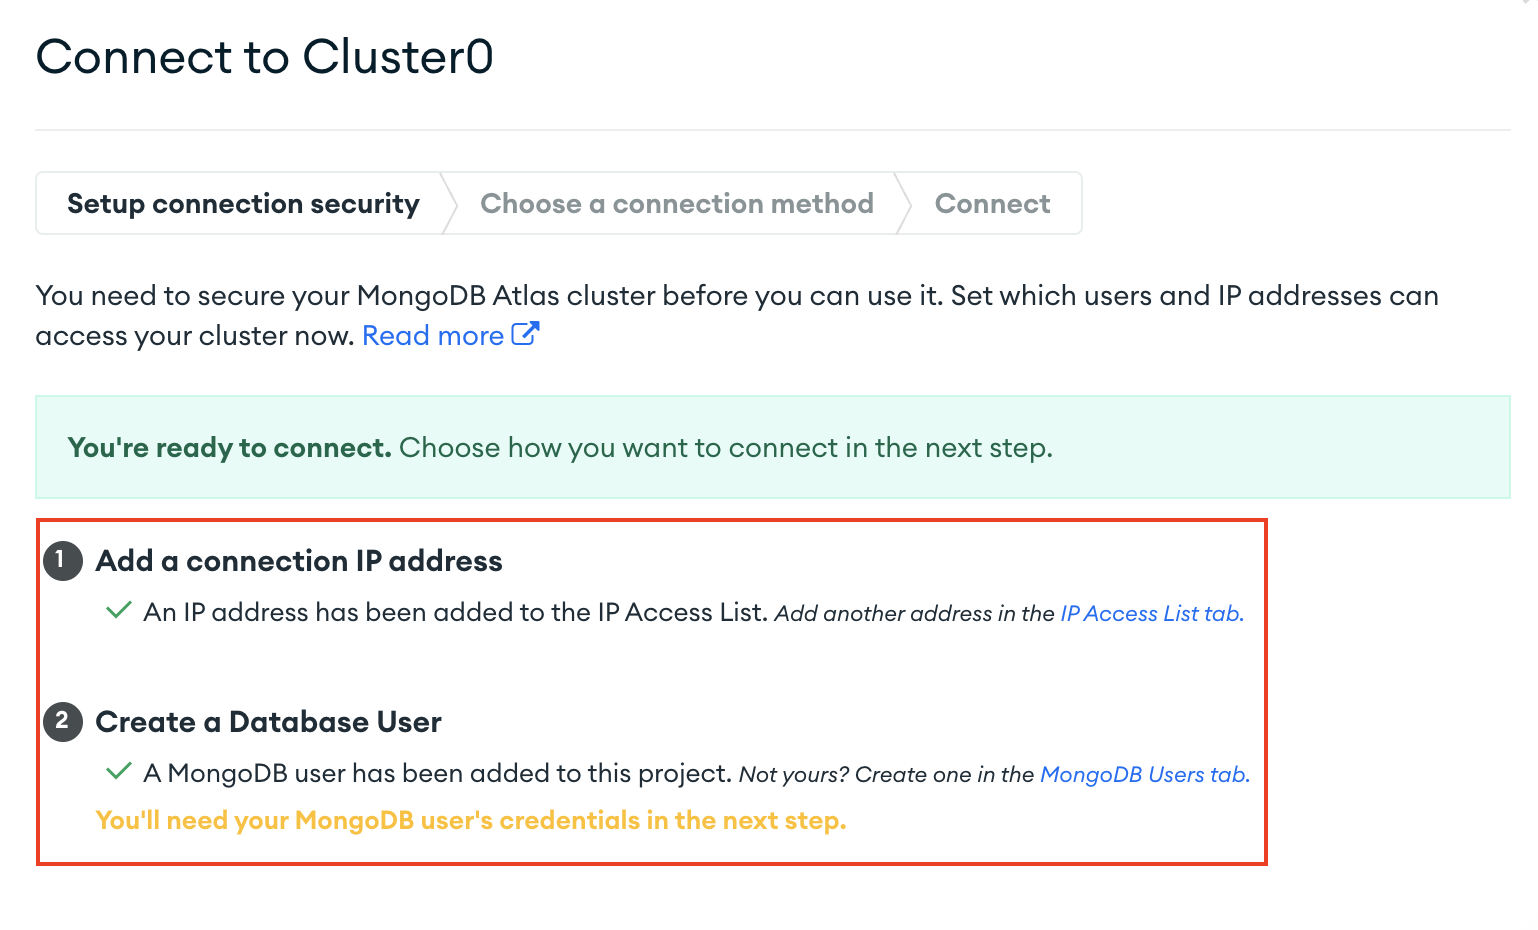 Connect to Cluster0
Setup connection security
Choose a connection method
Connect
You need to secure your MongoDB Atlas cluster before you can use it. Set which users and IP addresses can
access your cluster now. Read more
You're ready to connect. Choose how you want to connect in the next step.
1 Add a connection IP address
An IP address has been added to the IP Access List. Add another address in the IP Access List tab.
2 Create a Database User
A MongoDB user has been added to this project. Not yours? Create one in the MongoDB Users tab.
You'll need your MongoDB user's credentials in the next step.